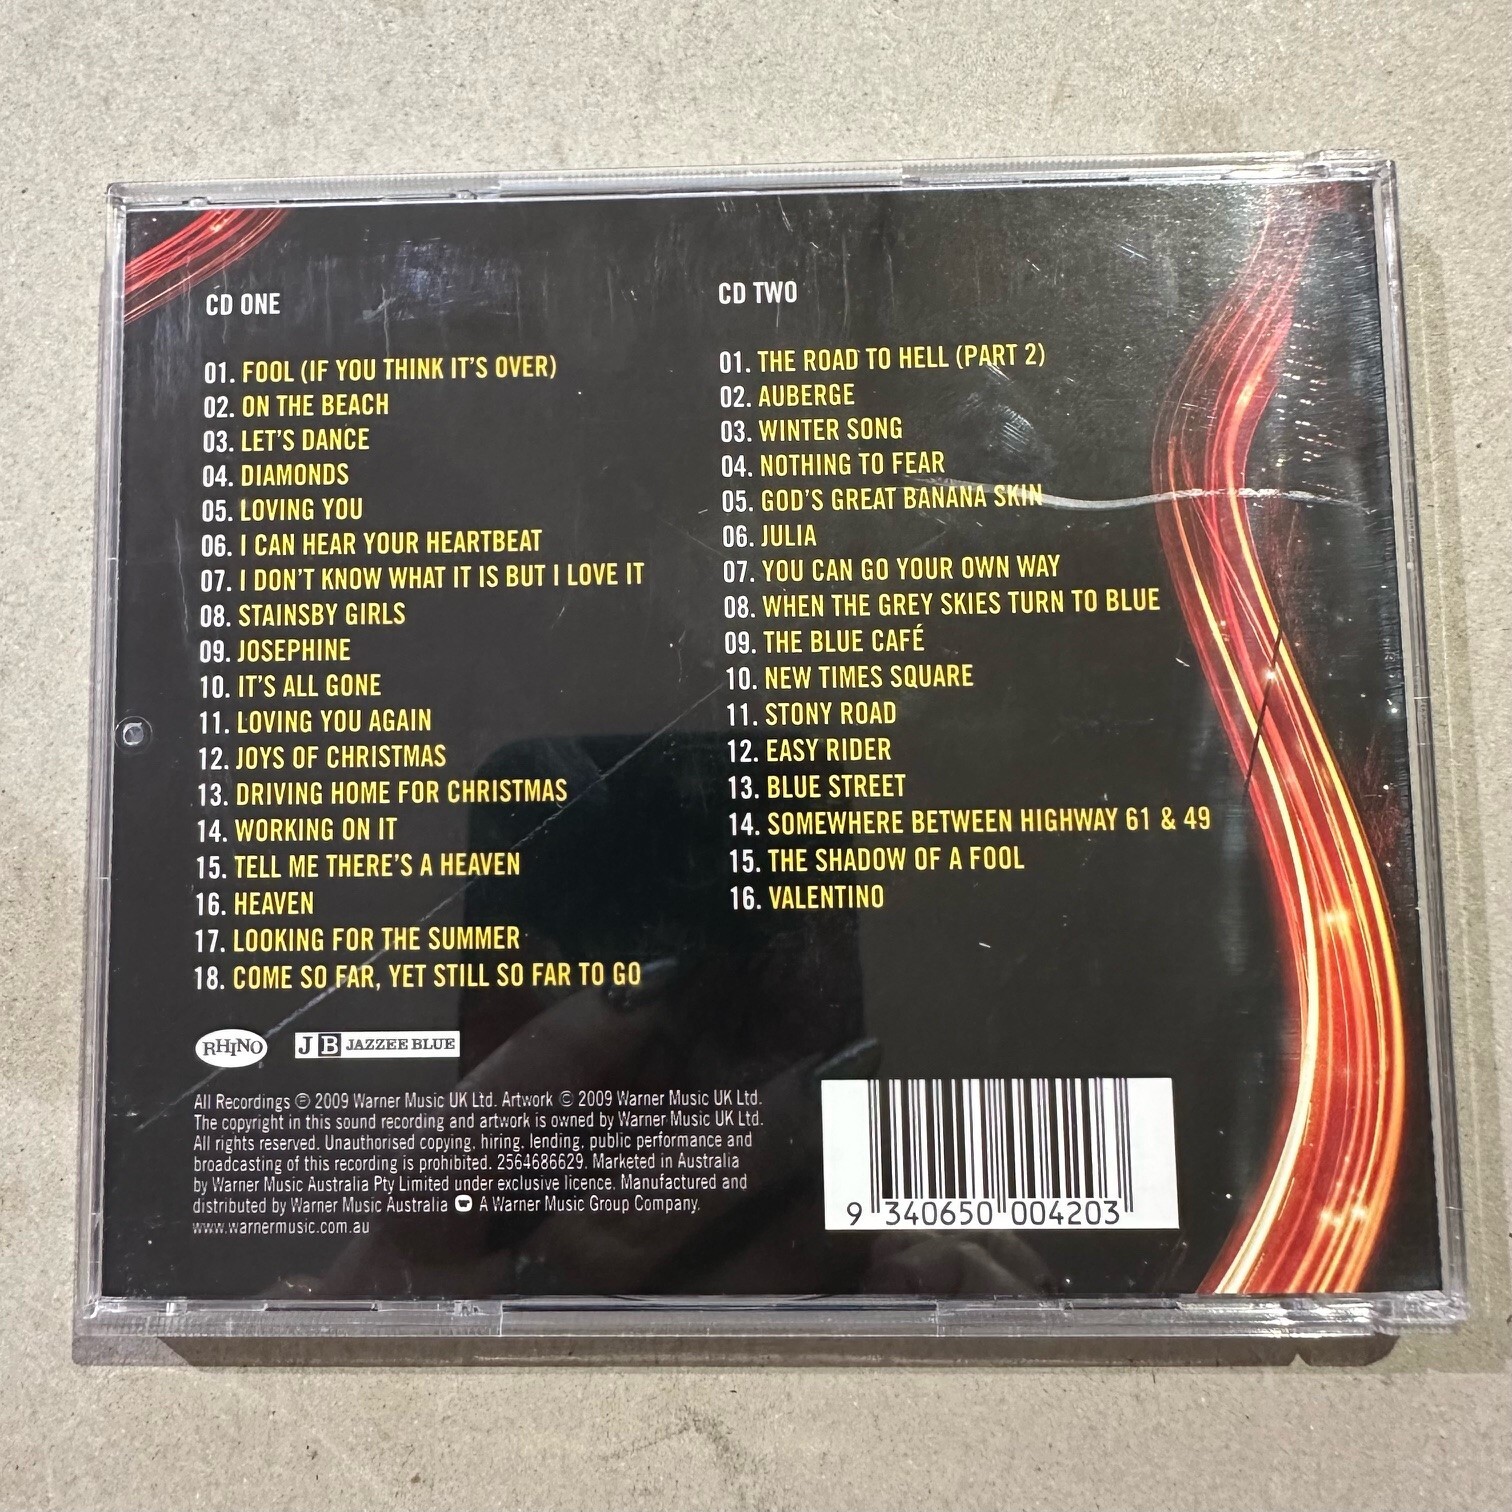 CD ONE
01. FOOL (IF YOU THINK IT'S OVER)
02. ON THE BEACH
03. LET'S DANCE
04. DIAMONDS
05. LOVING YOU
06. I CAN HEAR YOUR HEARTBEAT
07. I DON'T KNOW WHAT IT IS BUT I LOVE IT
08. STAINSBY GIRLS
09. JOSEPHINE
10. IT'S ALL GONE
11. LOVING YOU AGAIN
12. JOYS OF CHRISTMAS
13. DRIVING HOME FOR CHRISTMAS
14. WORKING ON IT
15. TELL ME THERE'S A HEAVEN
16. HEAVEN
17. LOOKING FOR THE SUMMER
18. COME SO FAR, YET STILL SO FAR TO GO
CD TWO
01. THE ROAD TO HELL (PART 2)
02. AUBERGE
03. WINTER SONG
04. NOTHING TO FEAR
05. GOD'S GREAT BANANA SKIN
06. JULIA
07. YOU CAN GO YOUR OWN WAY
08. WHEN THE GREY SKIES TURN TO BLUE
09. THE BLUE CAFÉ
10. NEW TIMES SQUARE
11. STONY ROAD
12. EASY RIDER
13. BLUE STREET
14. SOMEWHERE BETWEEN HIGHWAY 61 & 49
15. THE SHADOW OF A FOOL
16. VALENTINO
RHINO
JB JAZZEE BLUE
All Recordings ℗ 2009 Warner Music UK Ltd. Artwork © 2009 Warner Music UK Ltd.
The copyright in this sound recording and artwork is owned by Warner Music UK Ltd.
All rights reserved. Unauthorised copying, hiring, lending, public performance and
broadcasting of this recording is prohibited. 2564686629. Marketed in Australia
by Warner Music Australia Pty Limited under exclusive licence. Manufactured and
distributed by Warner Music Australia A Warner Music Group Company.
www.warnermusic.com.au
9 340650 004203